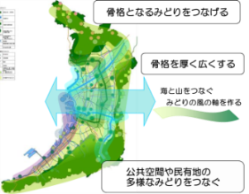 骨格となるみどりをつなげる
骨格を厚く広くする
海と山をつなぐ
みどりの風の軸を作る
公共空間や民有地の
多様なみどりをつなぐ